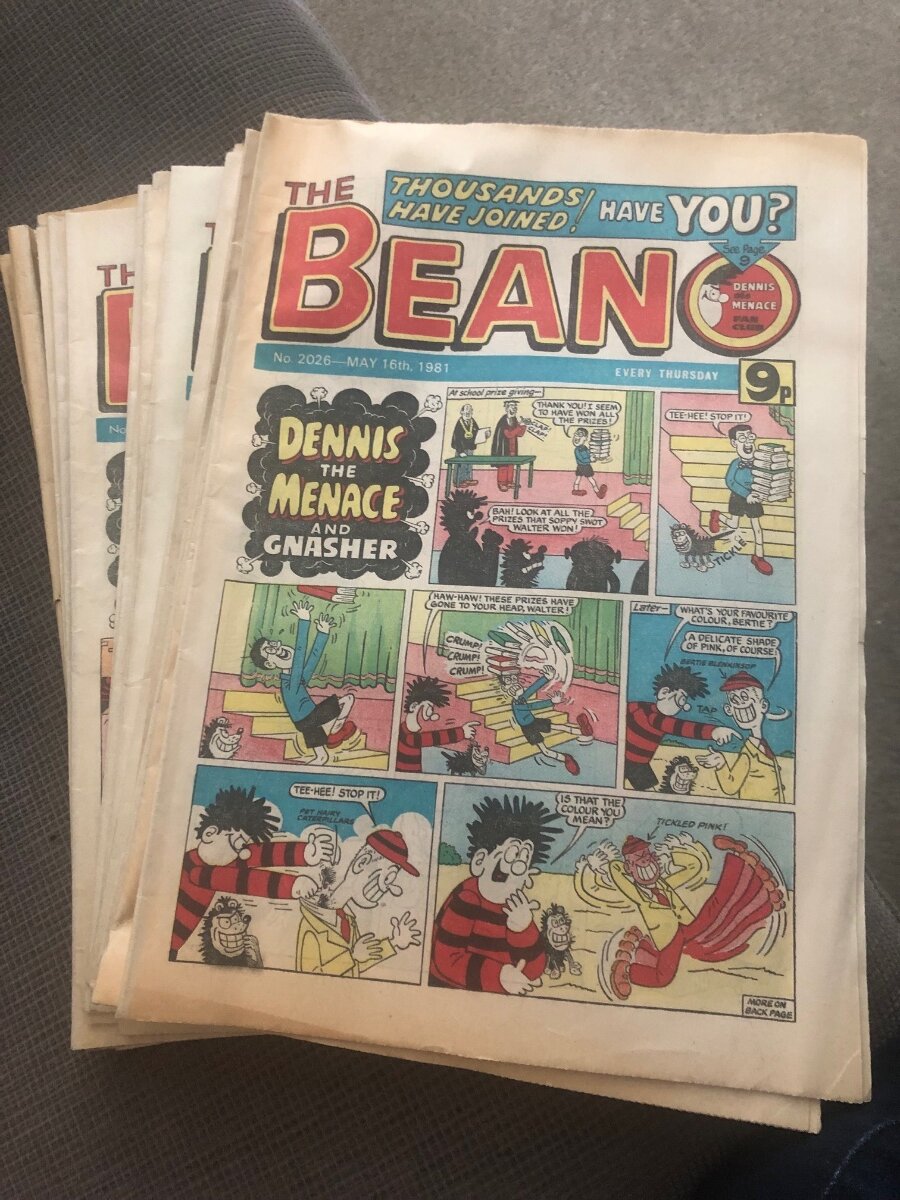 THE
THOUSANDS
HAVE JOINED! HAVE YOU?
See Page
9
BEANO
DENNIS
THE
MENACE
FAN
CLUB
No. 2026—MAY 16th, 1981
EVERY THURSDAY
9p
DENNIS
THE
MENACE
AND
GNASHER
At school prize giving—
THANK YOU! I SEEM
TO HAVE WON ALL
THE PRIZES!
CLAP!
CLAP!
BAH! LOOK AT ALL THE
PRIZES THAT SOPPY SWOT
WALTER WON!
TEE-HEE! STOP IT!
TICKLE
HAW-HAW! THESE PRIZES HAVE
GONE TO YOUR HEAD, WALTER!
CRUMP!
CRUMP!
CRUMP!
Later—
WHAT'S YOUR FAVOURITE
COLOUR, BERTIE?
A DELICATE SHADE
OF PINK, OF COURSE!
BERTIE BLENKINSOP
TAP
TEE-HEE! STOP IT!
PET HAIRY
CATERPILLARS
IS THAT THE
COLOUR YOU
MEAN?
TICKLED PINK!
MORE ON
BACK PAGE
TH
No